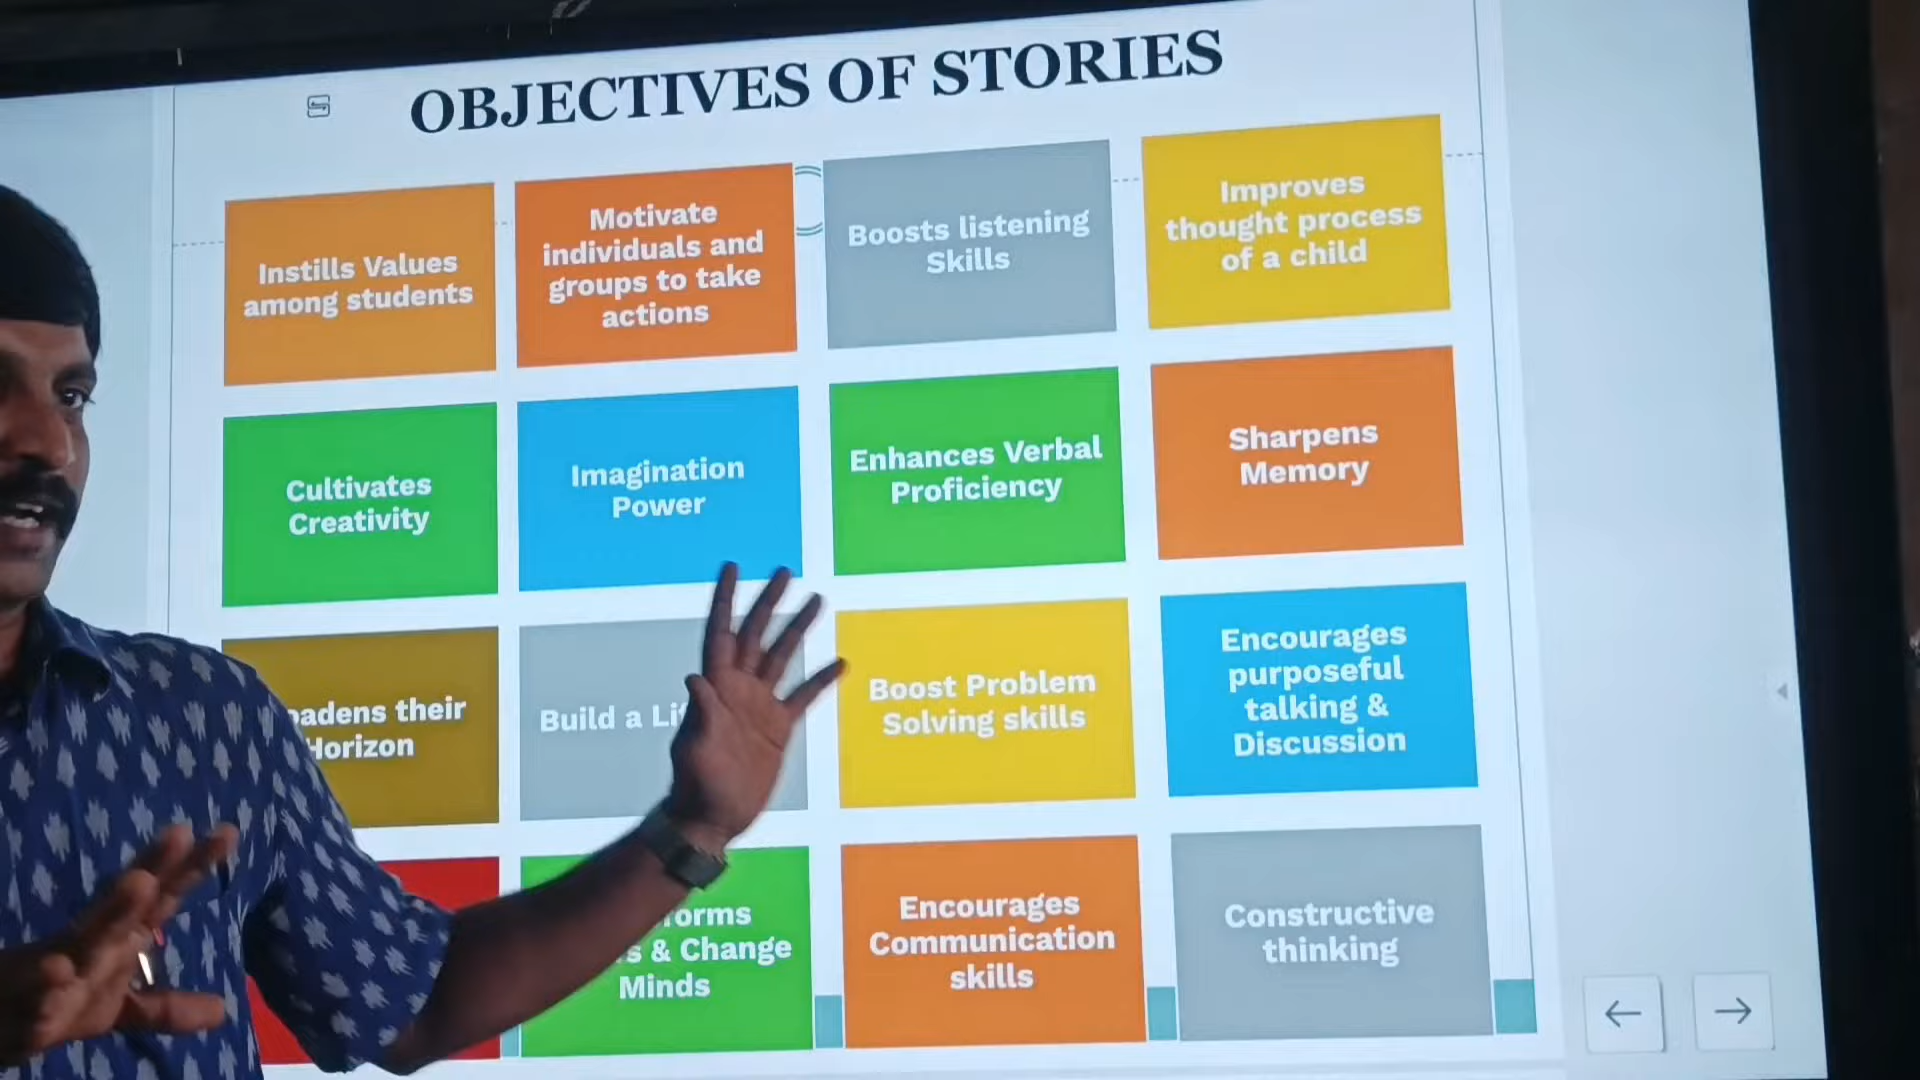 OBJECTIVES OF STORIES
Instills Values
among students
Motivate
individuals and
groups to take
actions
Boosts listening
Skills
Improves
thought process
of a child
Cultivates
Creativity
Imagination
Power
Enhances Verbal
Proficiency
Sharpens
Memory
their
Horizon
Build a
Boost Problem
Solving skills
Encourages
purposeful
talking &
Discussion
& Change
Minds
Encourages
Communication
skills
Constructive
thinking